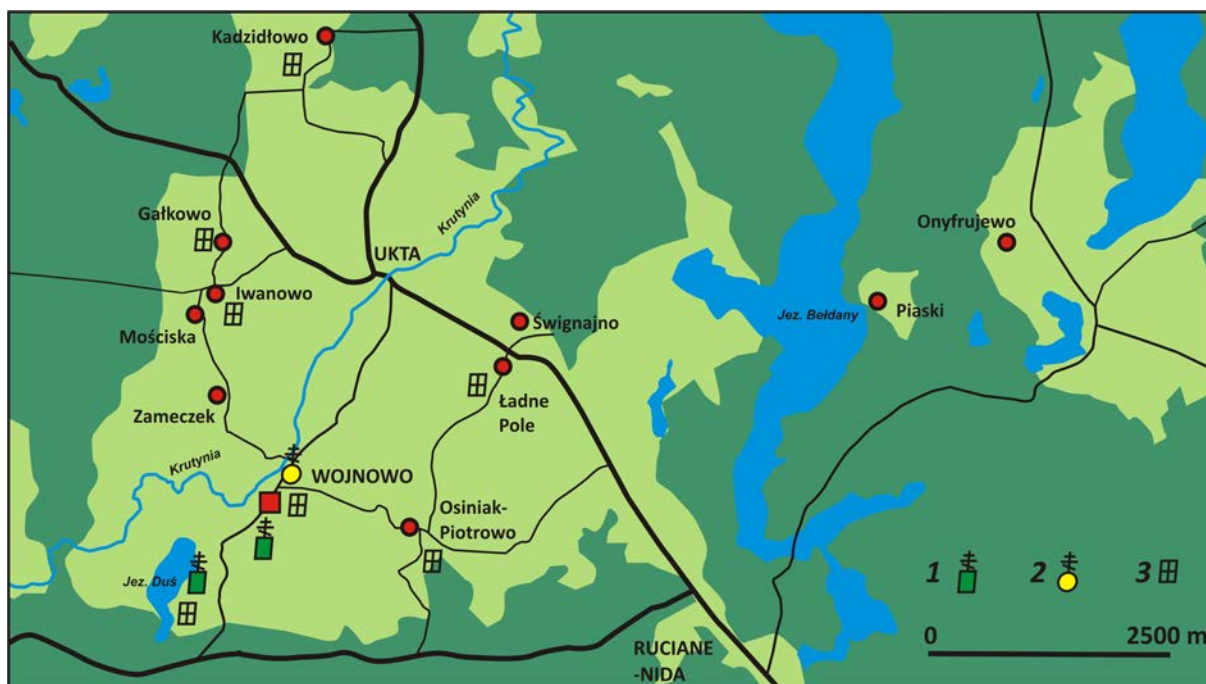 Kadzidłowo
Krutynia
Gałkowo
Onyfrujewo
UKTA
Iwanowo
Piaski
Jez. Bełdany
Mościska
Śwignajno
Zameczek
Ładne
Pole
Krutynia
WOJNOWO
Osiniak-
Piotrowo
Jez. Duś
1
2
3
0
2500 m
RUCIANE
-NIDA